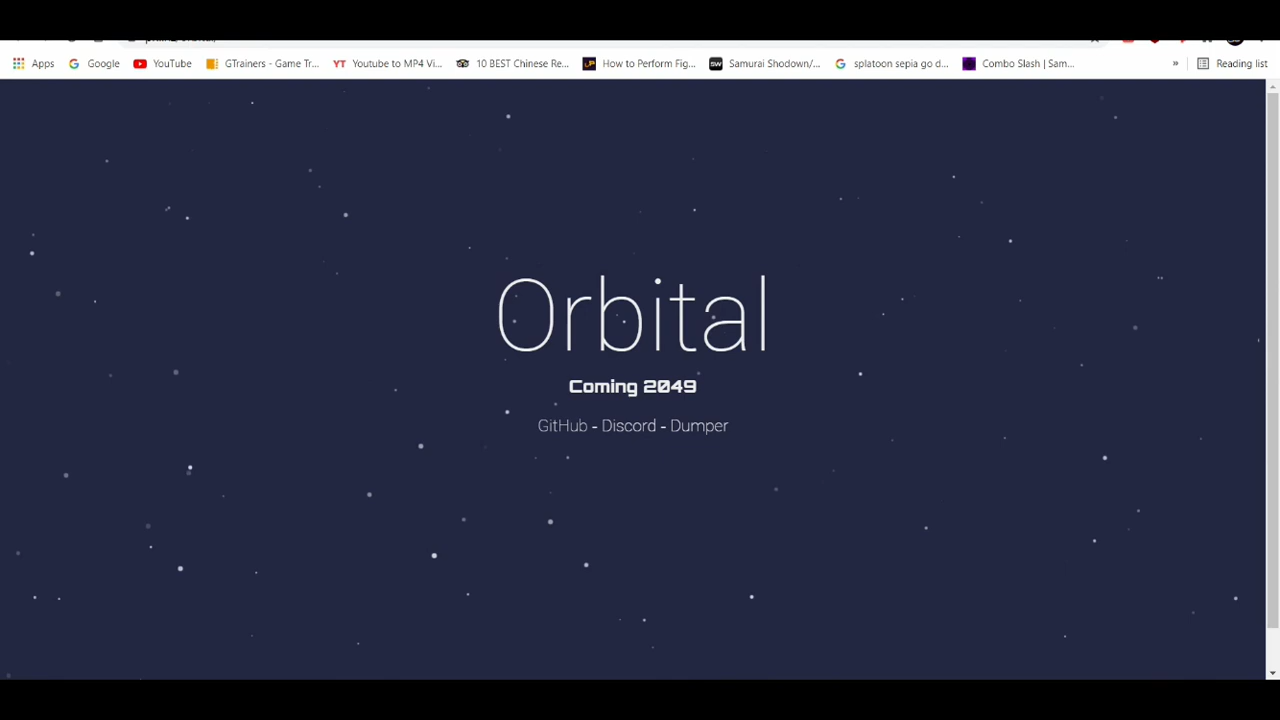 Apps Google YouTube GTrainers - Game Tr... Youtube to MP4 Vi... 10 BEST Chinese Re... How to Perform Fig... Samurai Shodown/... splatoon sepia go d... Combo Slash | Sam... » Reading list
Orbital
Coming 2049
GitHub - Discord - Dumper